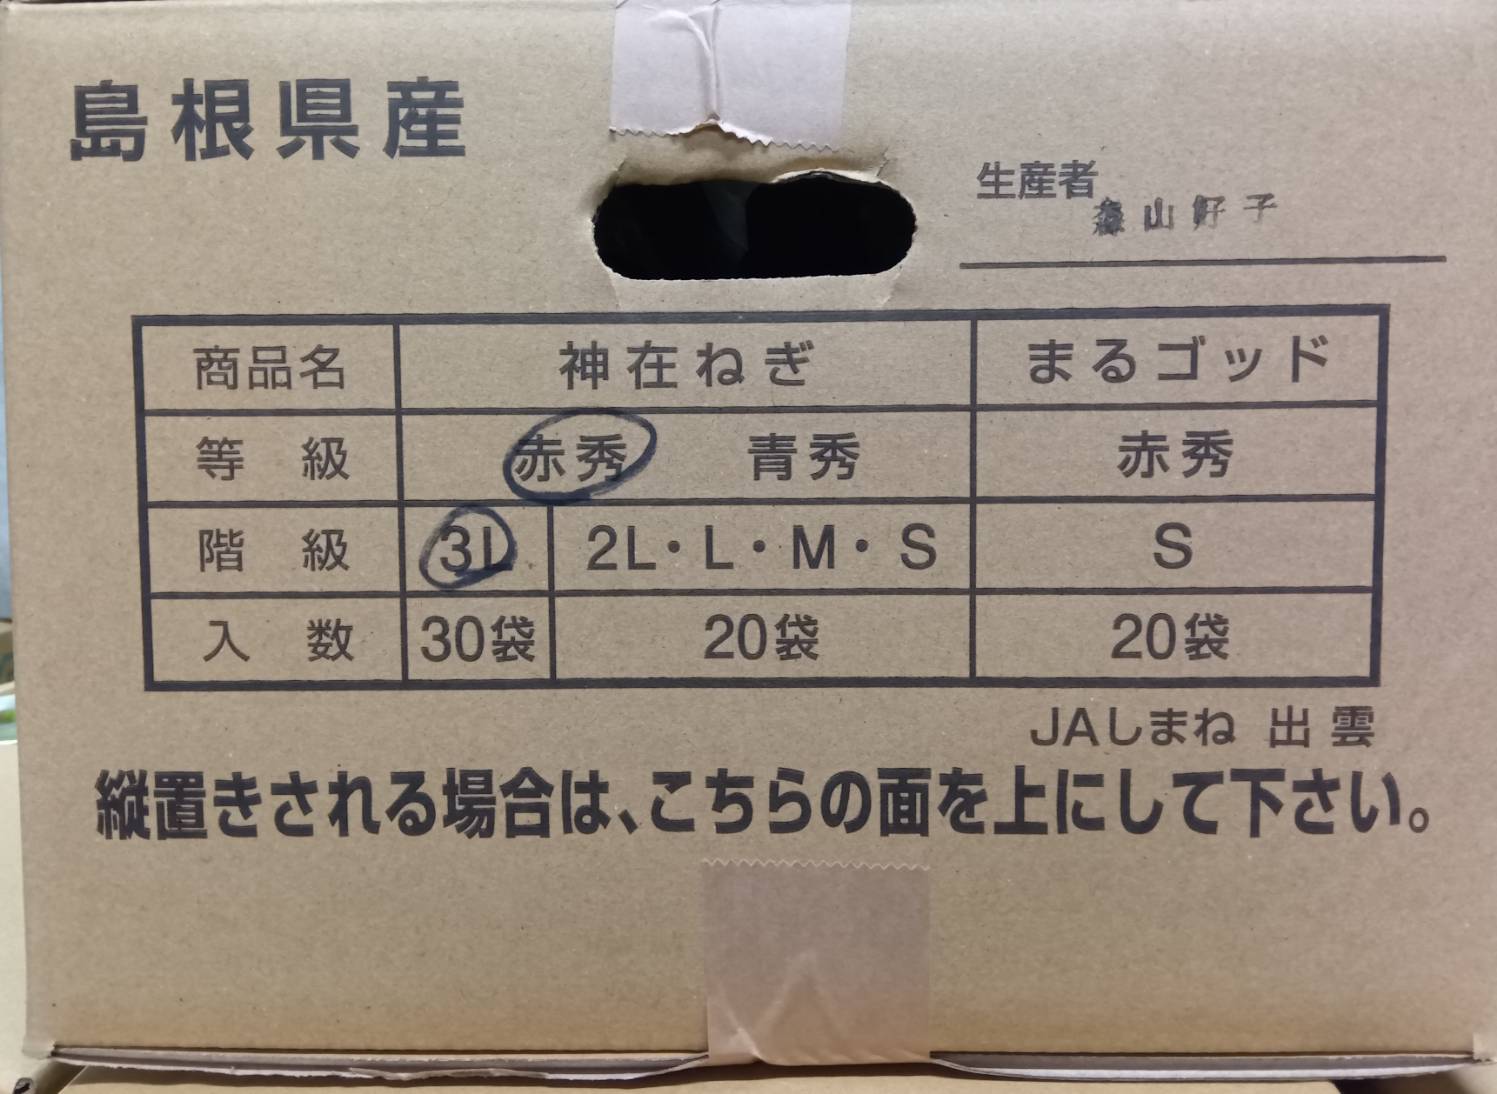 島根県産
生産者
森山好子
商品名 神在ねぎ まるゴッド
等級 赤秀 青秀 赤秀
階級 3L 2L・L・M・S S
入数 30袋 20袋 20袋
JAしまね 出雲
縦置きされる場合は、こちらの面を上にして下さい。